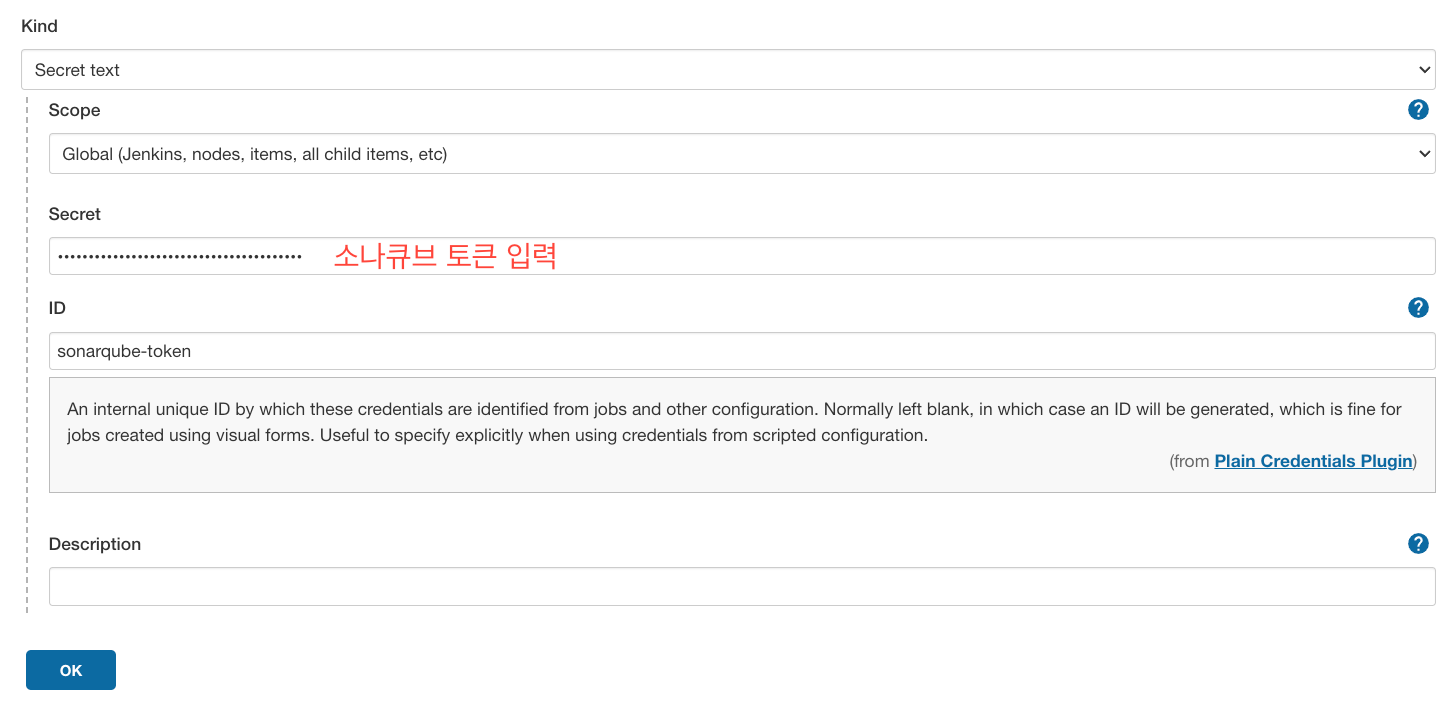 Kind
Secret text
Scope
Global (Jenkins, nodes, items, all child items, etc)
Secret
소나큐브 토큰 입력
ID
sonarqube-token
An internal unique ID by which these credentials are identified from jobs and other configuration. Normally left blank, in which case an ID will be generated, which is fine for
jobs created using visual forms. Useful to specify explicitly when using credentials from scripted configuration.
(from Plain Credentials Plugin)
Description
OK